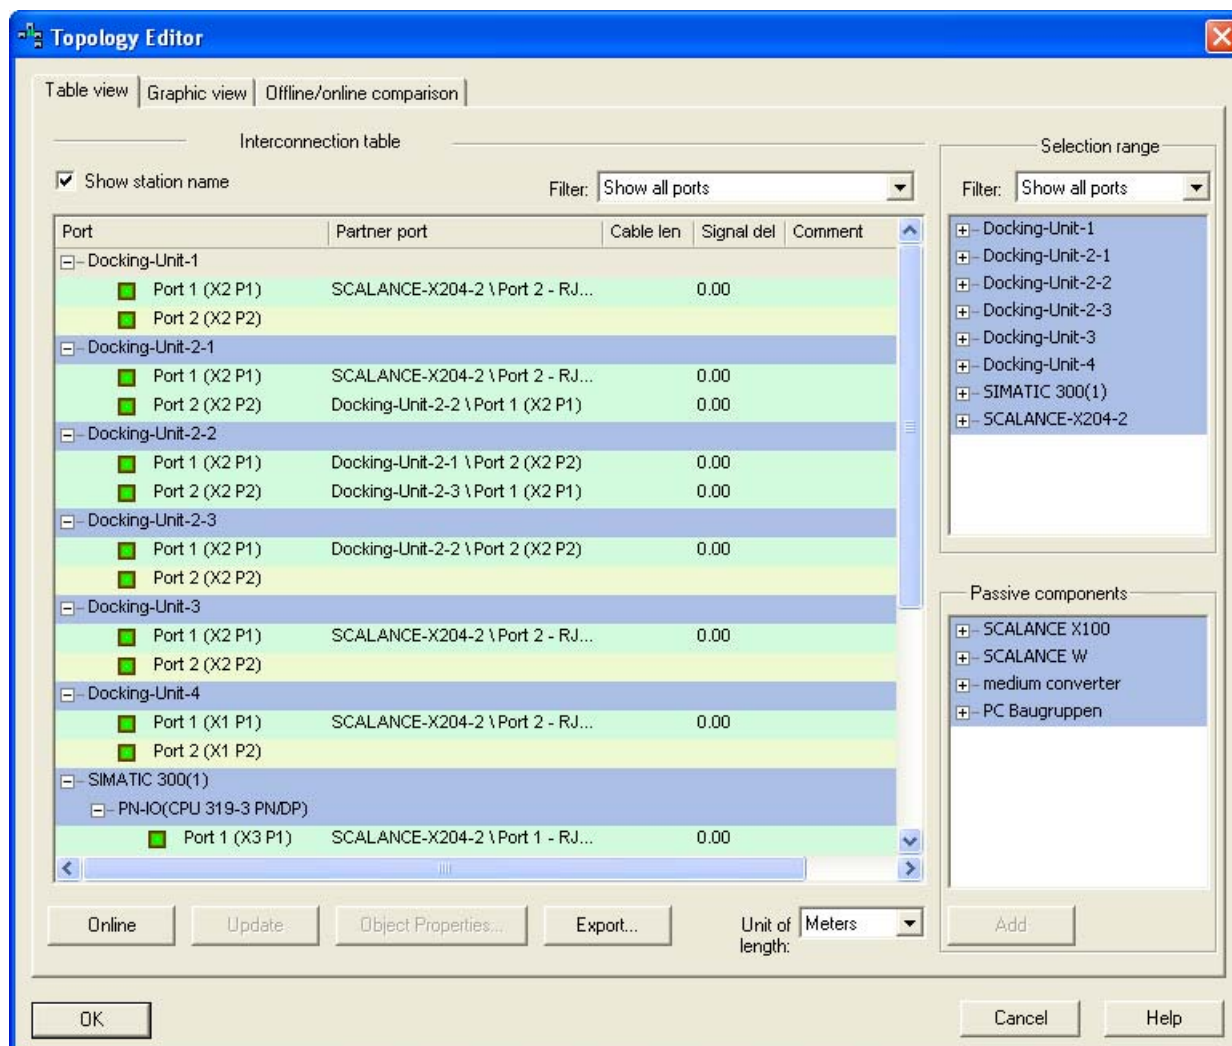 Topology Editor
Table view Graphic view Offline/online comparison
Interconnection table
Show station name Filter: Show all ports
Port Partner port Cable len Signal del Comment
Docking-Unit-1
Port 1 (X2 P1) SCALANCE-X204-2 \ Port 2 - RJ... 0.00
Port 2 (X2 P2)
Docking-Unit-2-1
Port 1 (X2 P1) SCALANCE-X204-2 \ Port 2 - RJ... 0.00
Port 2 (X2 P2) Docking-Unit-2-2 \ Port 1 (X2 P1) 0.00
Docking-Unit-2-2
Port 1 (X2 P1) Docking-Unit-2-1 \ Port 2 (X2 P2) 0.00
Port 2 (X2 P2) Docking-Unit-2-3 \ Port 1 (X2 P1) 0.00
Docking-Unit-2-3
Port 1 (X2 P1) Docking-Unit-2-2 \ Port 2 (X2 P2) 0.00
Port 2 (X2 P2)
Docking-Unit-3
Port 1 (X2 P1) SCALANCE-X204-2 \ Port 2 - RJ... 0.00
Port 2 (X2 P2)
Docking-Unit-4
Port 1 (X1 P1) SCALANCE-X204-2 \ Port 2 - RJ... 0.00
Port 2 (X1 P2)
SIMATIC 300(1)
PN-IO(CPU 319-3 PN/DP)
Port 1 (X3 P1) SCALANCE-X204-2 \ Port 1 - RJ... 0.00
Online Update Object Properties... Export... Unit of length: Meters
Selection range
Filter: Show all ports
Docking-Unit-1
Docking-Unit-2-1
Docking-Unit-2-2
Docking-Unit-2-3
Docking-Unit-3
Docking-Unit-4
SIMATIC 300(1)
SCALANCE-X204-2
Passive components
SCALANCE X100
SCALANCE W
medium converter
PC Baugruppen
Add
OK Cancel Help